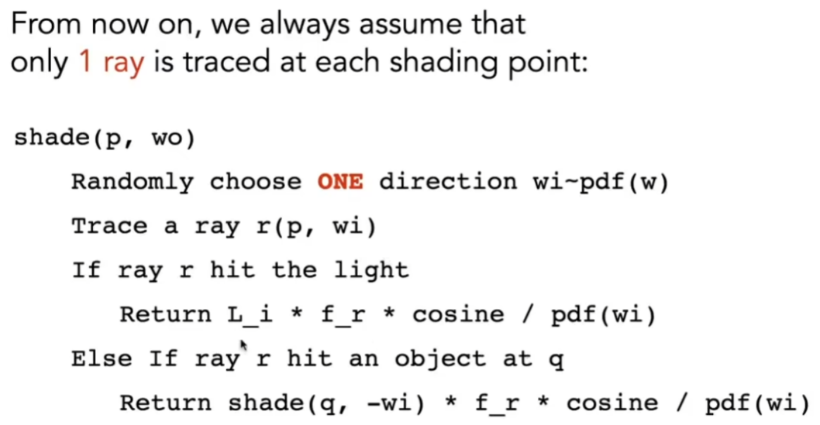 From now on, we always assume that
only 1 ray is traced at each shading point:
shade(p, wo)
Randomly choose ONE direction wi~pdf(w)
Trace a ray r(p, wi)
If ray r hit the light
Return L_i * f_r * cosine / pdf(wi)
Else If ray r hit an object at q
Return shade(q, -wi) * f_r * cosine / pdf(wi)